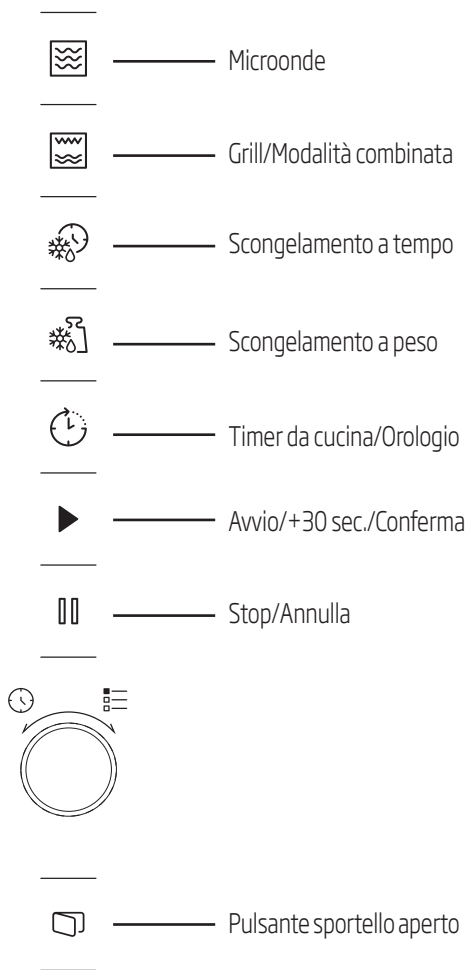 Microonde
Grill/Modalità combinata
Scongelamento a tempo
Scongelamento a peso
Timer da cucina/Orologio
Avvio/+30 sec./Conferma
Stop/Annulla
Pulsante sportello aperto